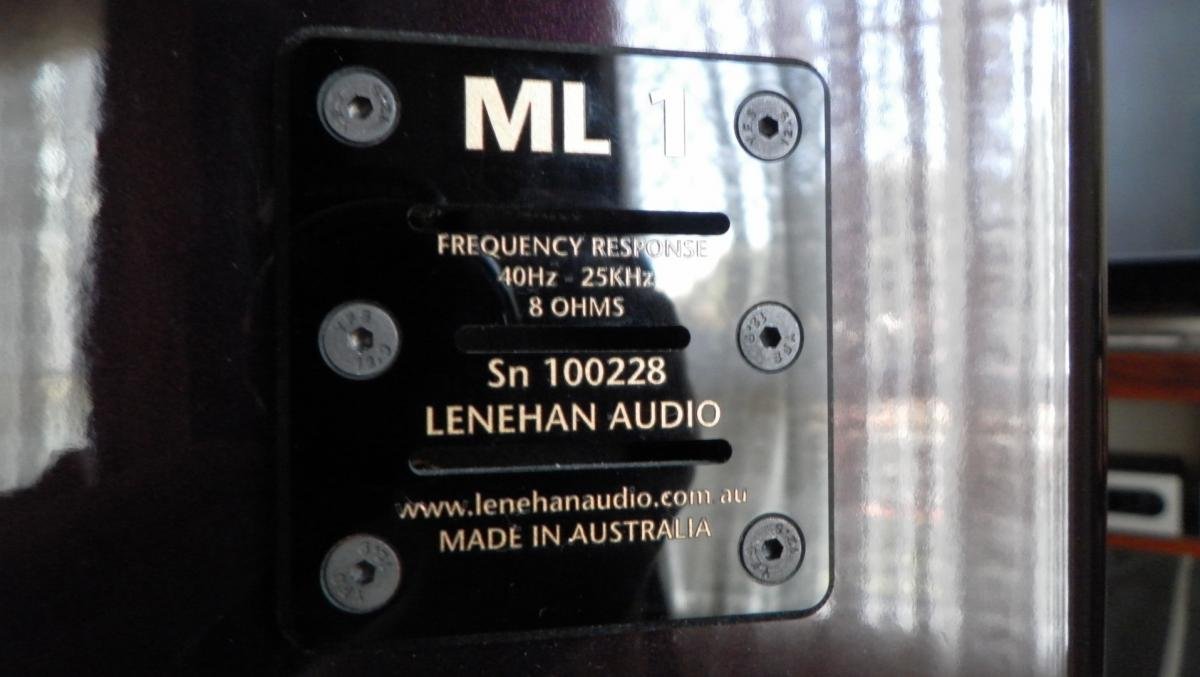 ML 1
FREQUENCY RESPONSE
40Hz - 25KHz
8 OHMS
Sn 100228
LENEHAN AUDIO
www.lenehanaudio.com au
MADE IN AUSTRALIA